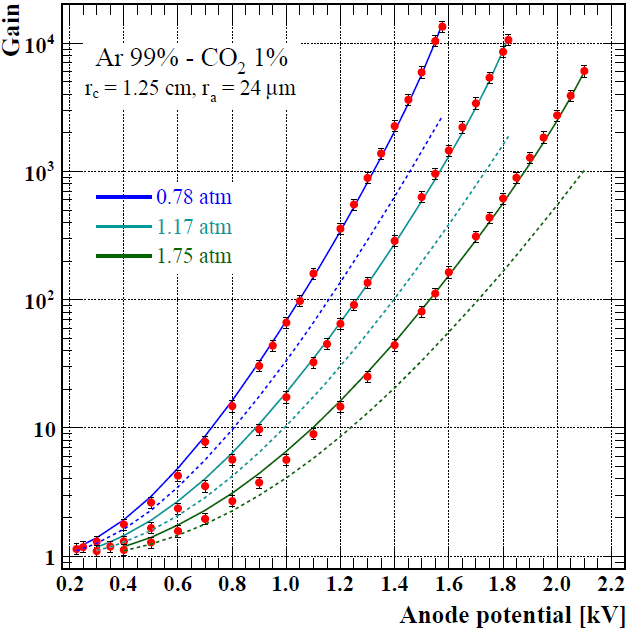 Gain
10⁴
10³
10²
10
1
Ar 99% - CO₂ 1%
r_c = 1.25 cm, r_a = 24 μm
0.78 atm
1.17 atm
1.75 atm
0.2 0.4 0.6 0.8 1.0 1.2 1.4 1.6 1.8 2.0 2.2
Anode potential [kV]